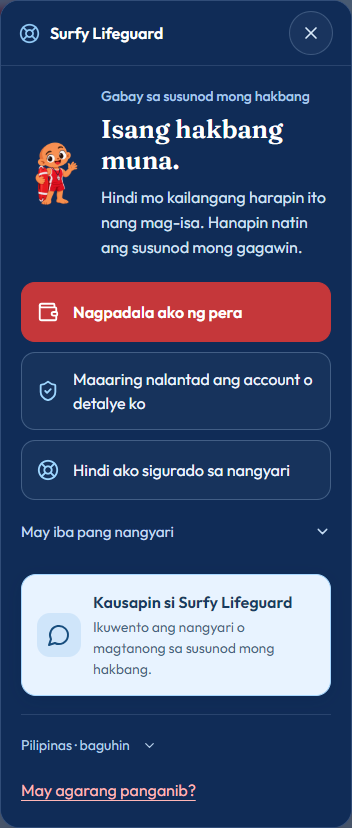 Surfy Lifeguard
Gabay sa susunod mong hakbang
Isang hakbang
muna.
Hindi mo kailangang harapin ito
nang mag-isa. Hanapin natin
ang susunod mong gagawin.
Nagpadala ako ng pera
Maaaring nalantad ang account o
detalye ko
Hindi ako sigurado sa nangyari
May iba pang nangyari
Kausapin si Surfy Lifeguard
Ikuwento ang nangyari o
magtanong sa susunod mong
hakbang.
Pilipinas · baguhin
May agarang panganib?